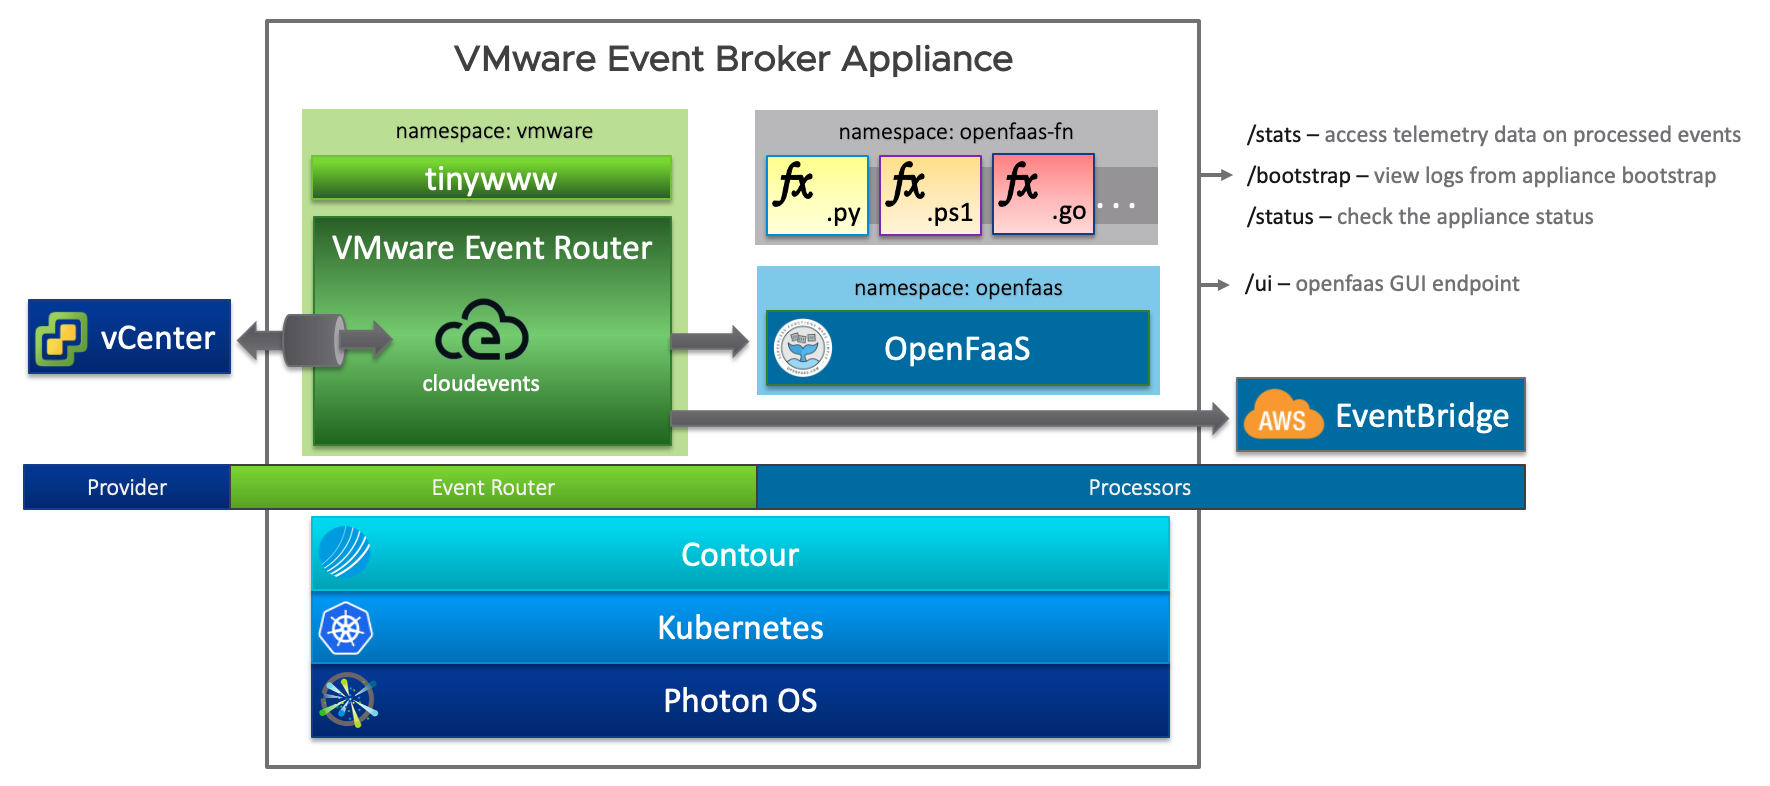 VMware Event Broker Appliance
namespace: vmware
tinywww
VMware Event Router
cloudevents
namespace: openfaas-fn
fx .py
fx .ps1
fx .go
...
namespace: openfaas
OpenFaaS
vCenter
/stats – access telemetry data on processed events
/bootstrap – view logs from appliance bootstrap
/status – check the appliance status
/ui – openfaas GUI endpoint
AWS EventBridge
Provider
Event Router
Processors
Contour
Kubernetes
Photon OS